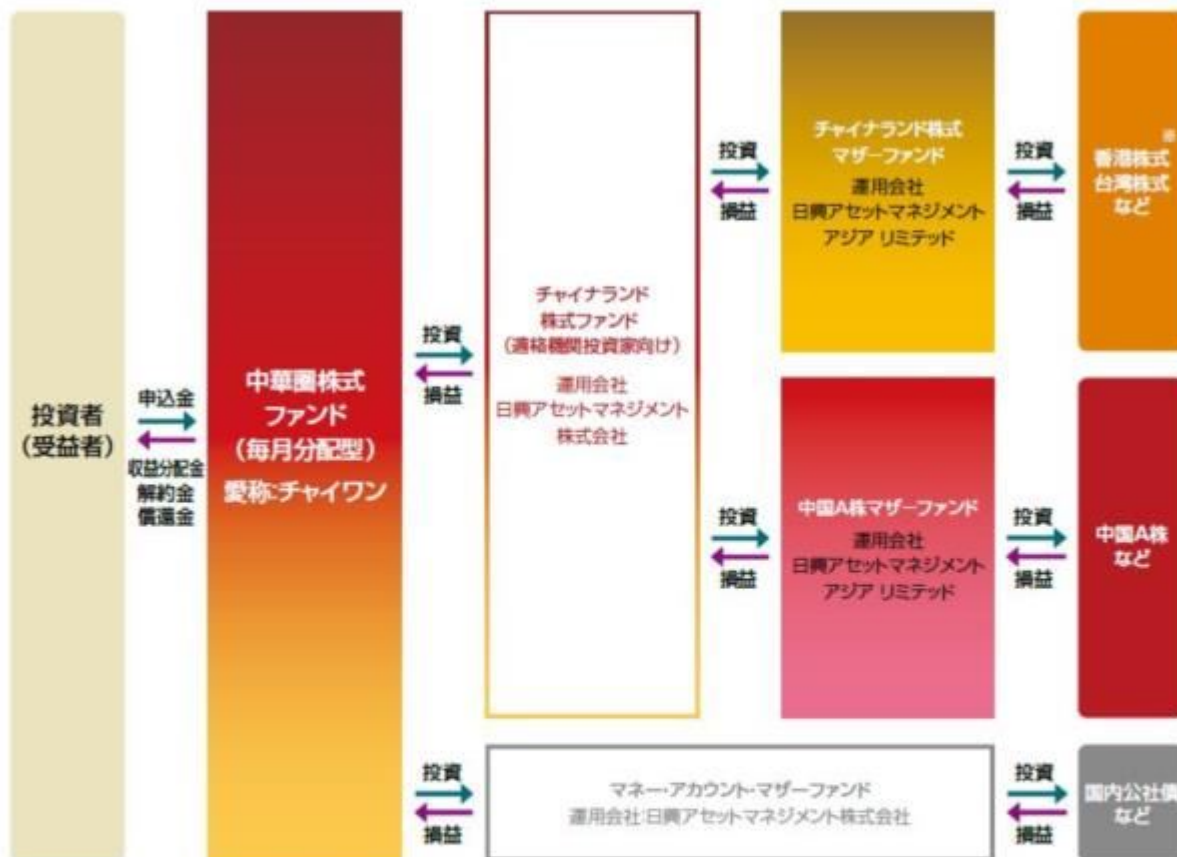 投資者
（受益者）
申込金
収益分配金
解約金
償還金
中華圏株式
ファンド
（毎月分配型）
愛称:チャイワン
投資
損益
チャイナランド
株式ファンド
（適格機関投資家向け）
運用会社
日興アセットマネジメント
株式会社
投資
損益
チャイナランド株式
マザーファンド
運用会社
日興アセットマネジメント
アジア リミテッド
投資
損益
※
香港株式
台湾株式
など
投資
損益
中国A株マザーファンド
運用会社
日興アセットマネジメント
アジア リミテッド
投資
損益
中国A株
など
投資
損益
マネー・アカウント・マザーファンド
運用会社:日興アセットマネジメント株式会社
投資
損益
国内公社債
など